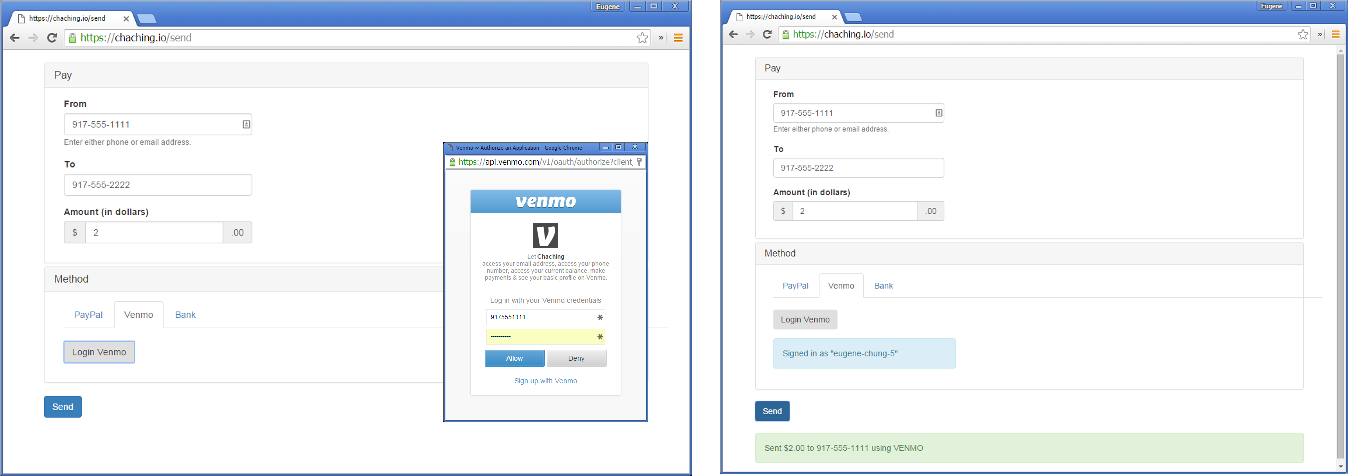 Eugene
https://chaching.io/send
https://chaching.io/send
Pay
From
917-555-1111
Enter either phone or email address.
To
917-555-2222
Amount (in dollars)
$ 2 .00
Method
PayPal Venmo Bank
Login Venmo
Send
Venmo - Authorize an Application - Google Chrome
https://api.venmo.com/v1/oauth/authorize?client_
venmo
V
Let Chaching
access your email address, access your phone
number, access your current balance, make
payments & see your basic profile on Venmo.
Log in with your Venmo credentials
9175551111
Allow Deny
Sign up with Venmo
Eugene
https://chaching.io/send
https://chaching.io/send
Pay
From
917-555-1111
Enter either phone or email address.
To
917-555-2222
Amount (in dollars)
$ 2 .00
Method
PayPal Venmo Bank
Login Venmo
Signed in as "eugene-chung-5"
Send
Sent $2.00 to 917-555-1111 using VENMO